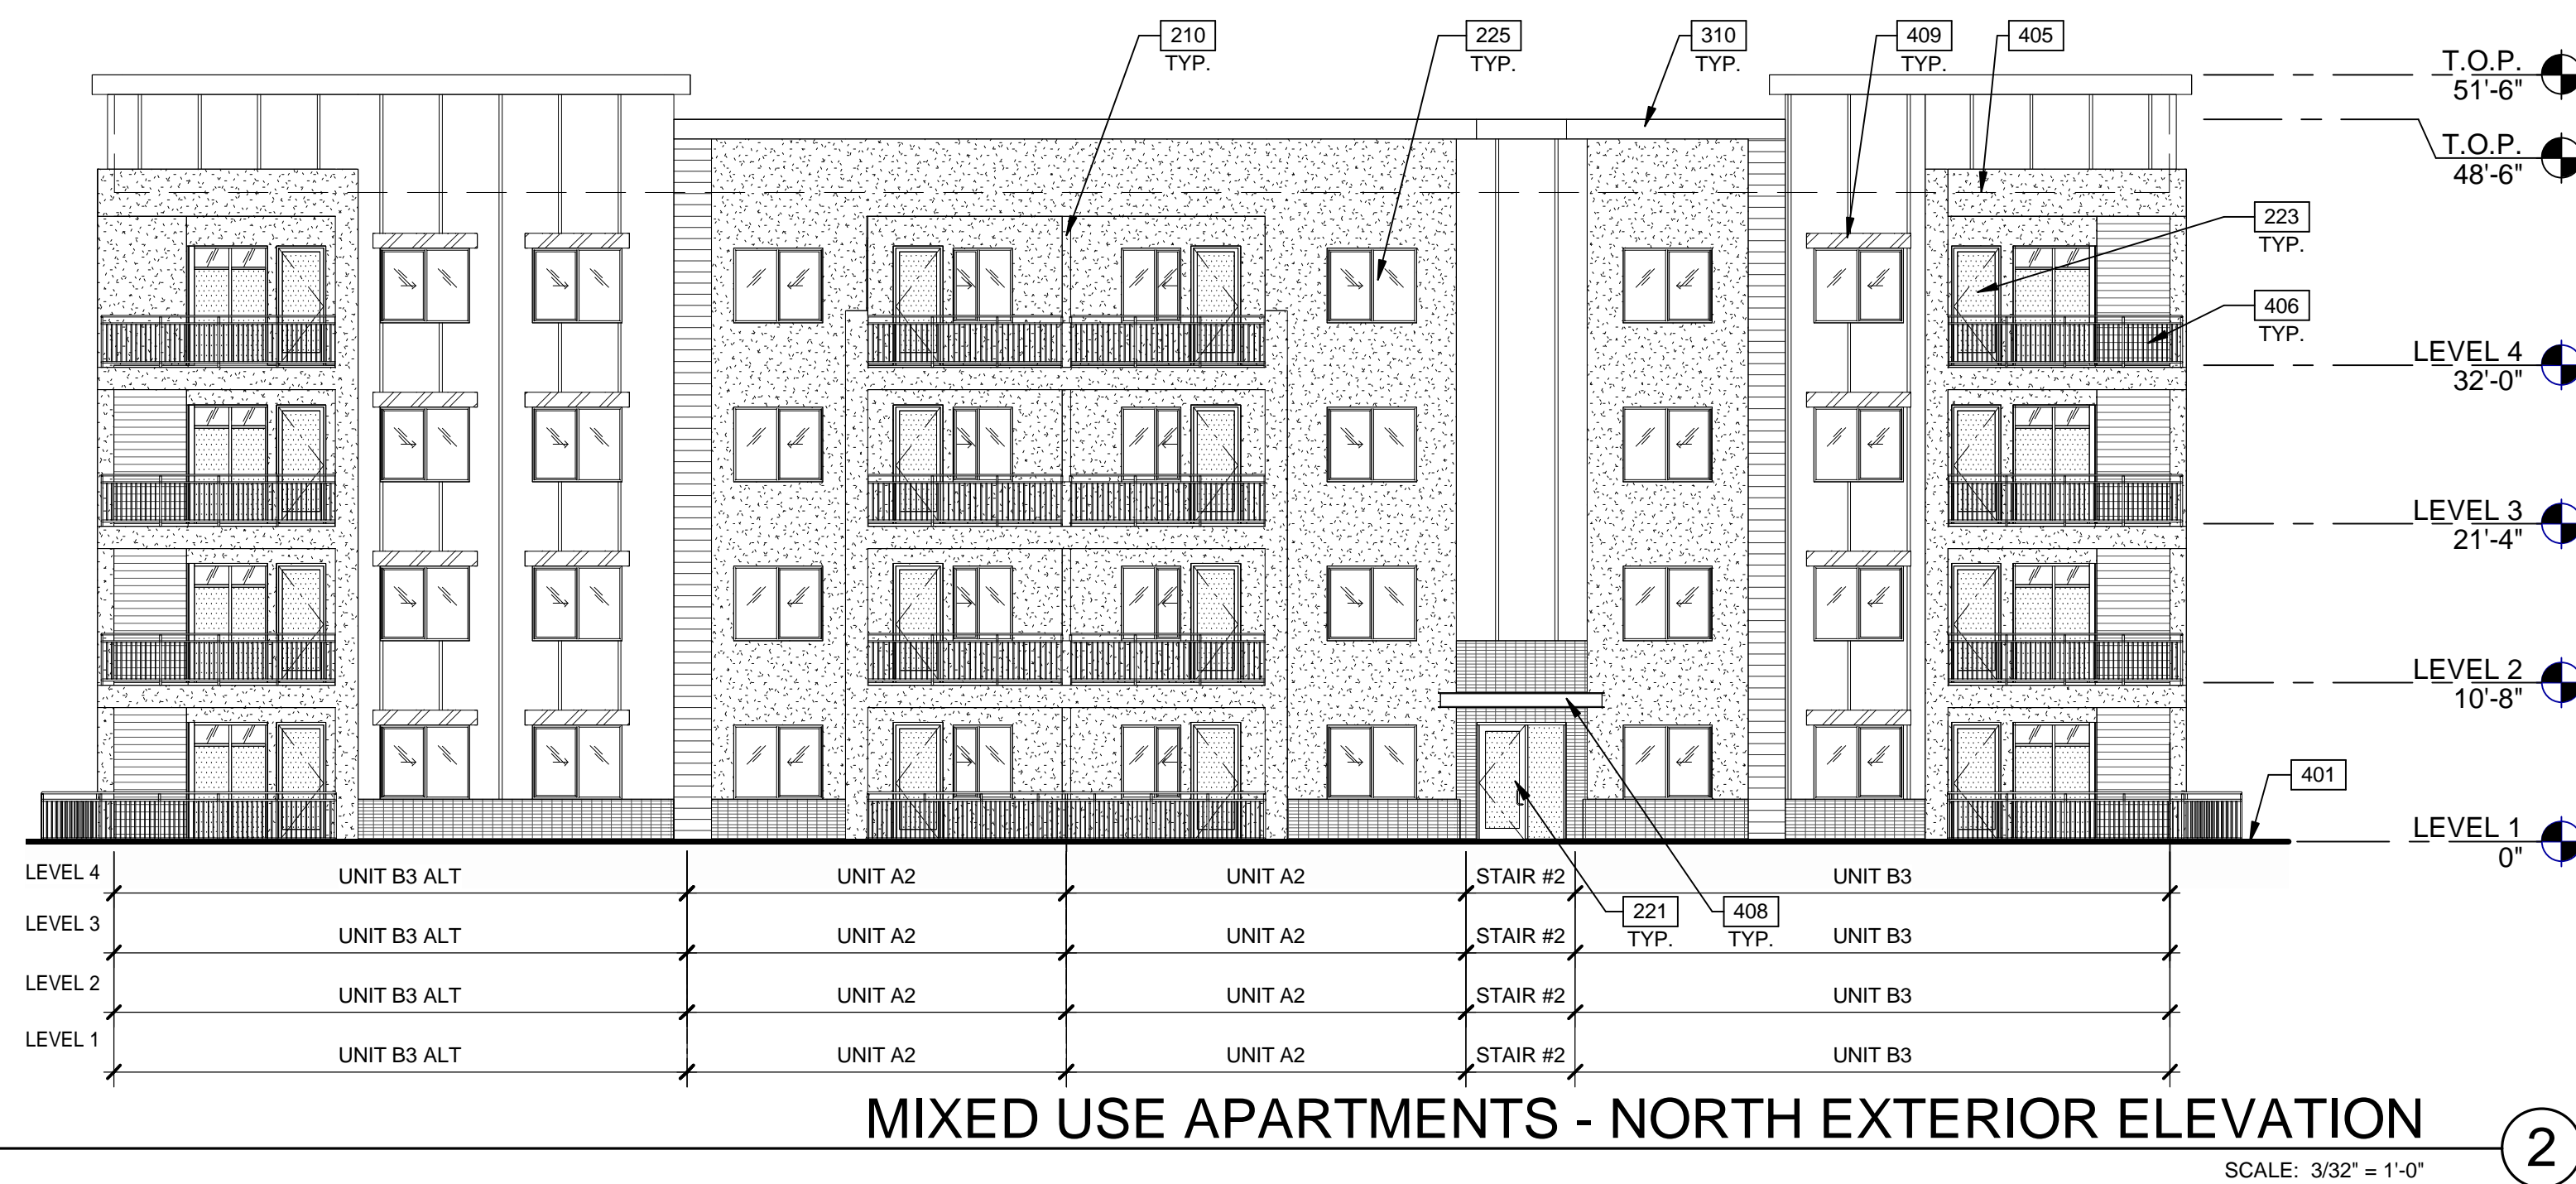 210
TYP.
225
TYP.
310
TYP.
409
TYP.
405
T.O.P.
51'-6"
T.O.P.
48'-6"
223
TYP.
406
TYP.
LEVEL 4
32'-0"
LEVEL 3
21'-4"
LEVEL 2
10'-8"
401
LEVEL 1
0"
LEVEL 4 UNIT B3 ALT UNIT A2 UNIT A2 STAIR #2 UNIT B3
221
TYP.
408
TYP.
LEVEL 3 UNIT B3 ALT UNIT A2 UNIT A2 STAIR #2 UNIT B3
LEVEL 2 UNIT B3 ALT UNIT A2 UNIT A2 STAIR #2 UNIT B3
LEVEL 1 UNIT B3 ALT UNIT A2 UNIT A2 STAIR #2 UNIT B3
MIXED USE APARTMENTS - NORTH EXTERIOR ELEVATION
2
SCALE: 3/32" = 1'-0"